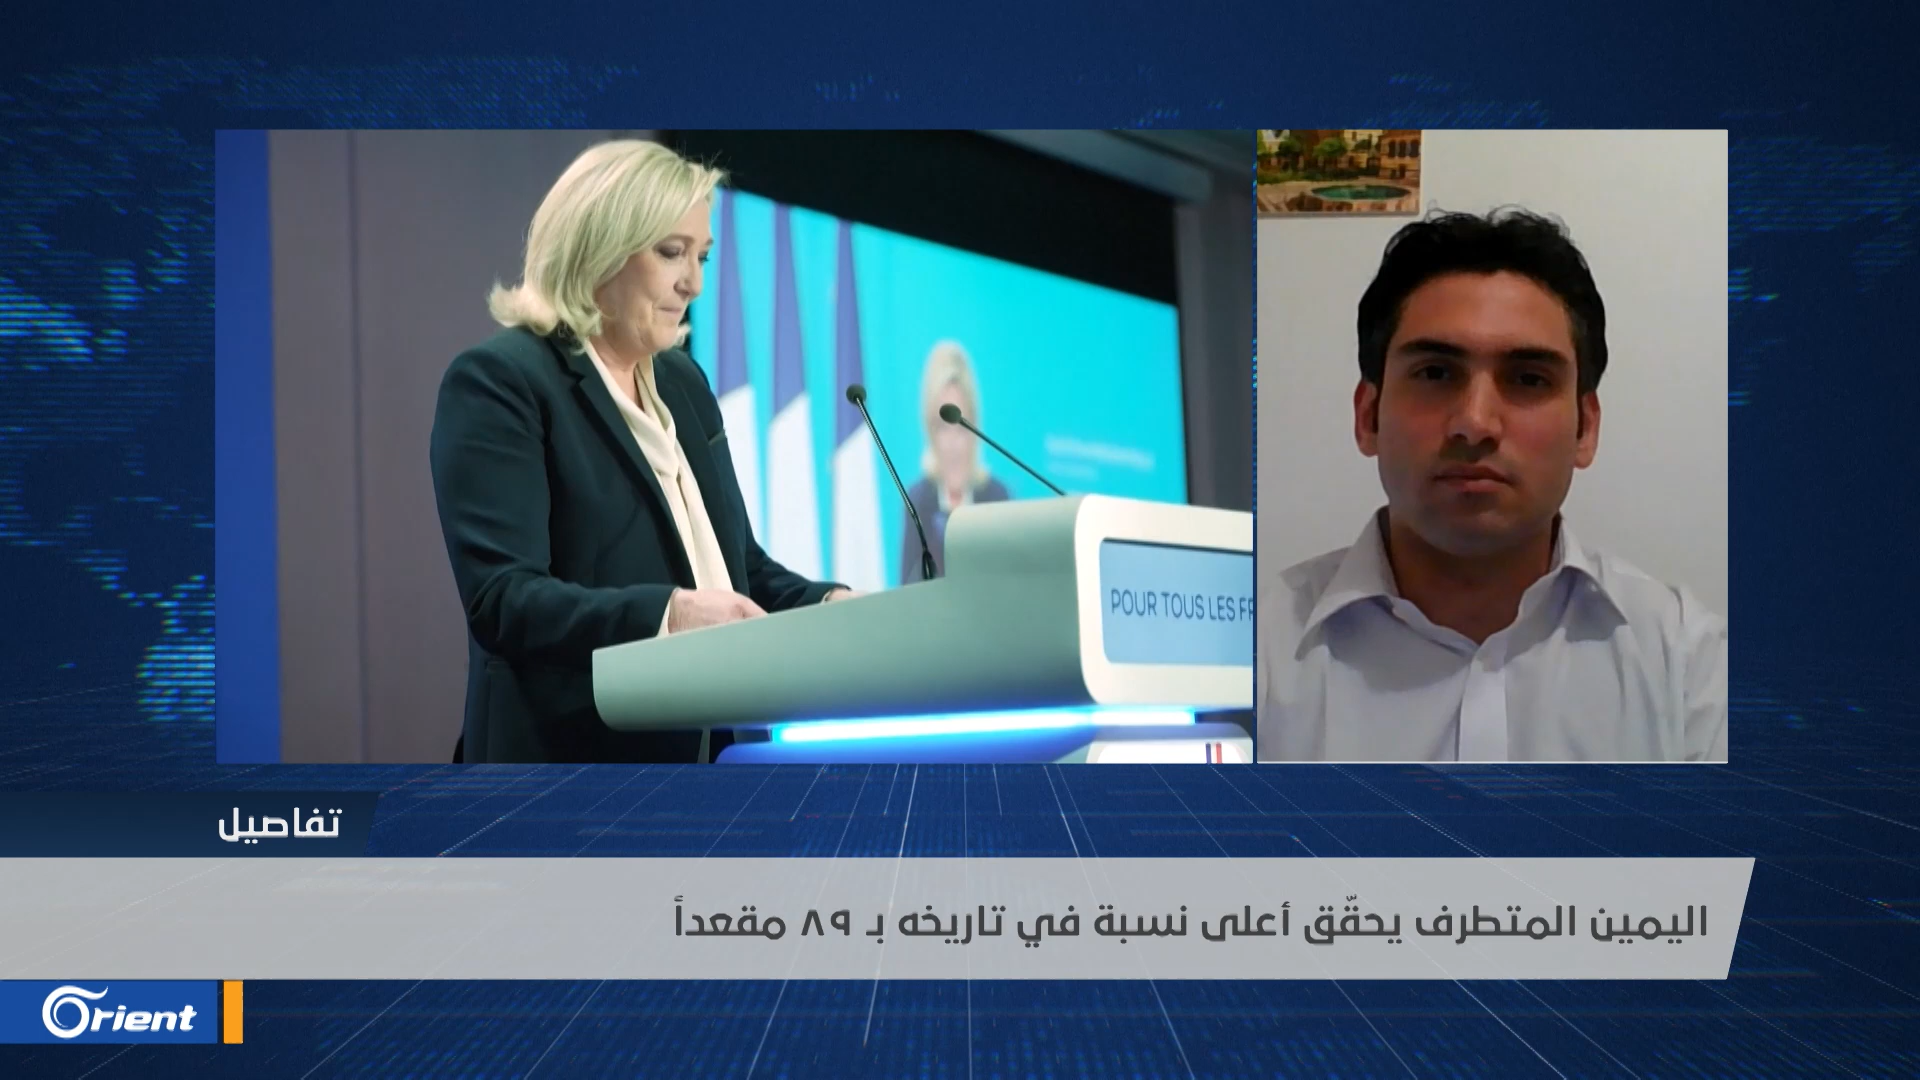 POUR TOUS LES FR
تفاصيل
اليمين المتطرف يحقّق أعلى نسبة في تاريخه بـ ٨٩ مقعداً
Orient